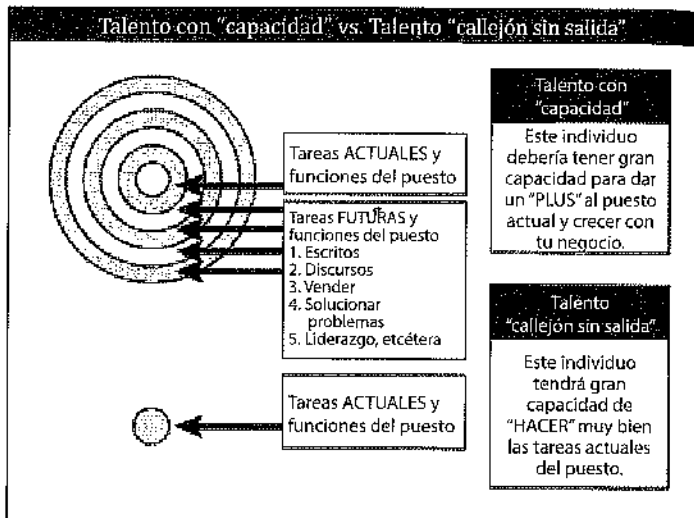 Talento con “capacidad” vs. Talento “callejón sin salida”
Tareas ACTUALES y
funciones del puesto
Tareas FUTURAS y
funciones del puesto
1. Escritos
2. Discursos
3. Vender
4. Solucionar
problemas
5. Liderazgo, etcétera
Tareas ACTUALES y
funciones del puesto
Talento con
“capacidad”
Este individuo
debería tener gran
capacidad para dar
un “PLUS” al puesto
actual y crecer con
tu negocio.
Talento
“callejón sin salida”
Este individuo
tendrá gran
capacidad de
“HACER” muy bien
las tareas actuales
del puesto.